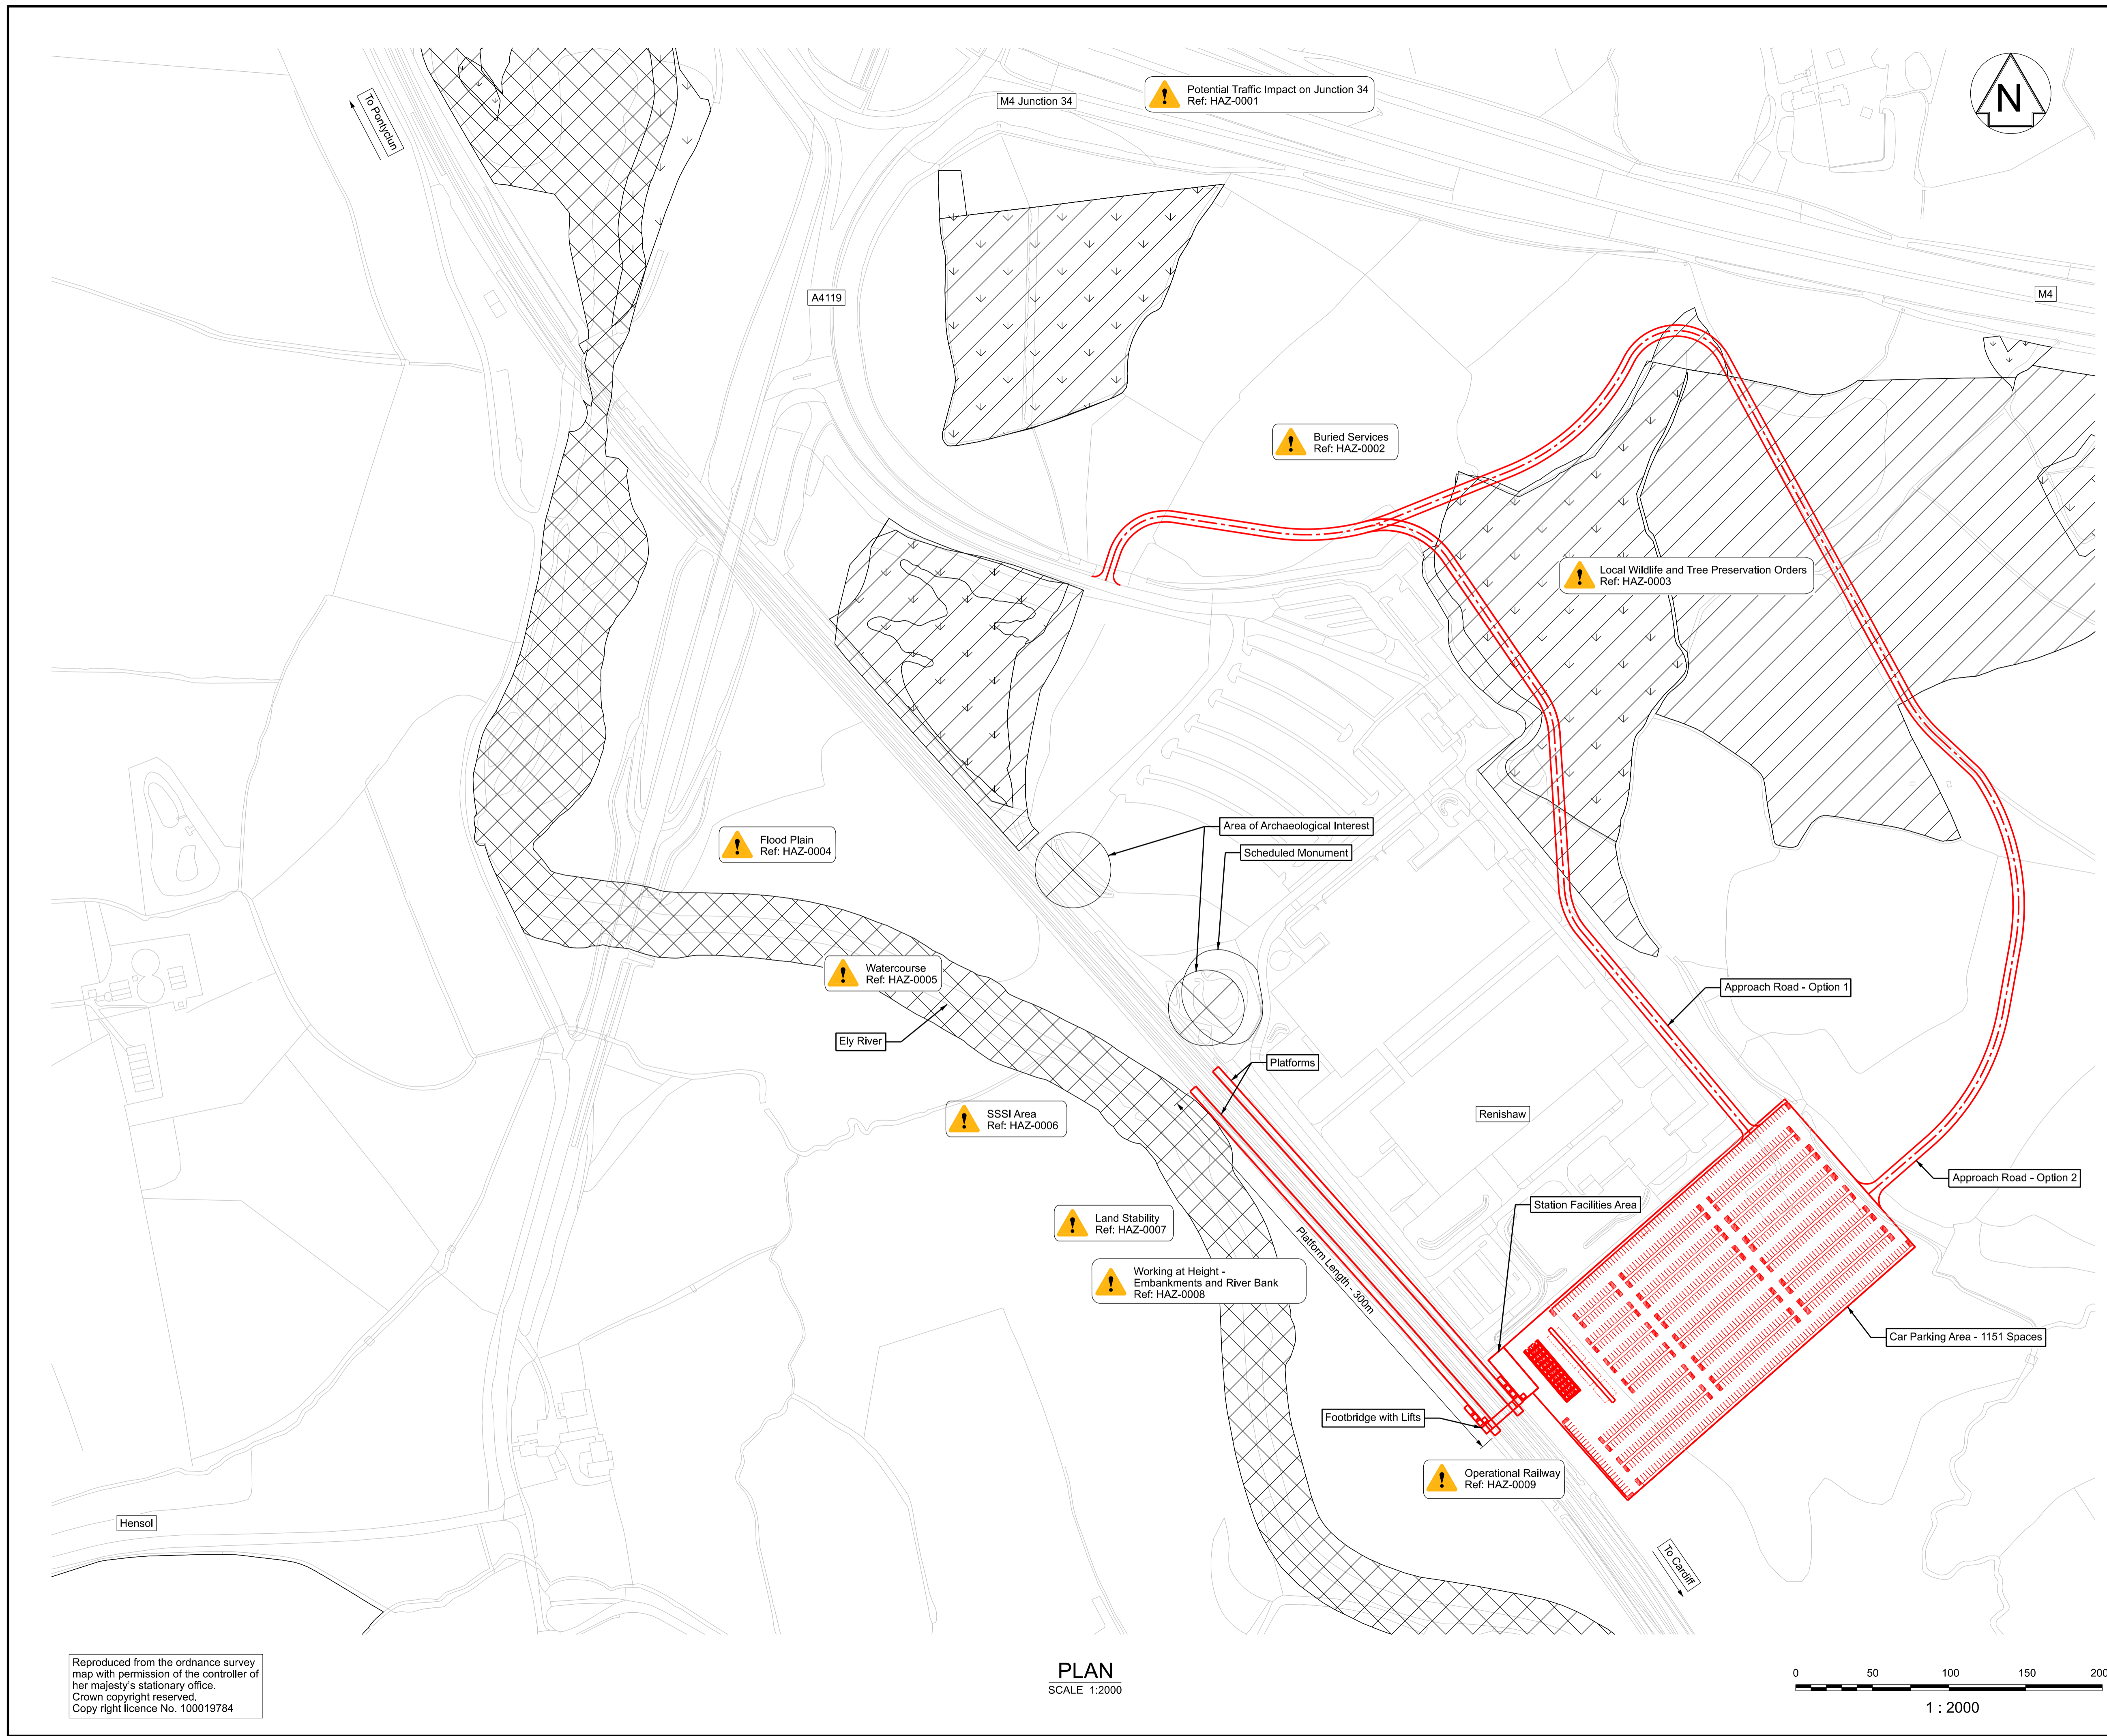 Potential Traffic Impact on Junction 34
Ref: HAZ-0001
M4 Junction 34
N
To Pontyclun
A4119
M4
Buried Services
Ref: HAZ-0002
Local Wildlife and Tree Preservation Orders
Ref: HAZ-0003
Area of Archaeological Interest
Scheduled Monument
Flood Plain
Ref: HAZ-0004
Watercourse
Ref: HAZ-0005
Approach Road - Option 1
Ely River
Platforms
SSSI Area
Ref: HAZ-0006
Renishaw
Approach Road - Option 2
Station Facilities Area
Land Stability
Ref: HAZ-0007
Platform Length - 300m
Working at Height -
Embankments and River Bank
Ref: HAZ-0008
Car Parking Area - 1151 Spaces
Footbridge with Lifts
Operational Railway
Ref: HAZ-0009
Hensol
To Cardiff
Reproduced from the ordnance survey
map with permission of the controller of
her majesty's stationary office.
Crown copyright reserved.
Copy right licence No. 100019784
PLAN
SCALE 1:2000
0 50 100 150 200
1 : 2000